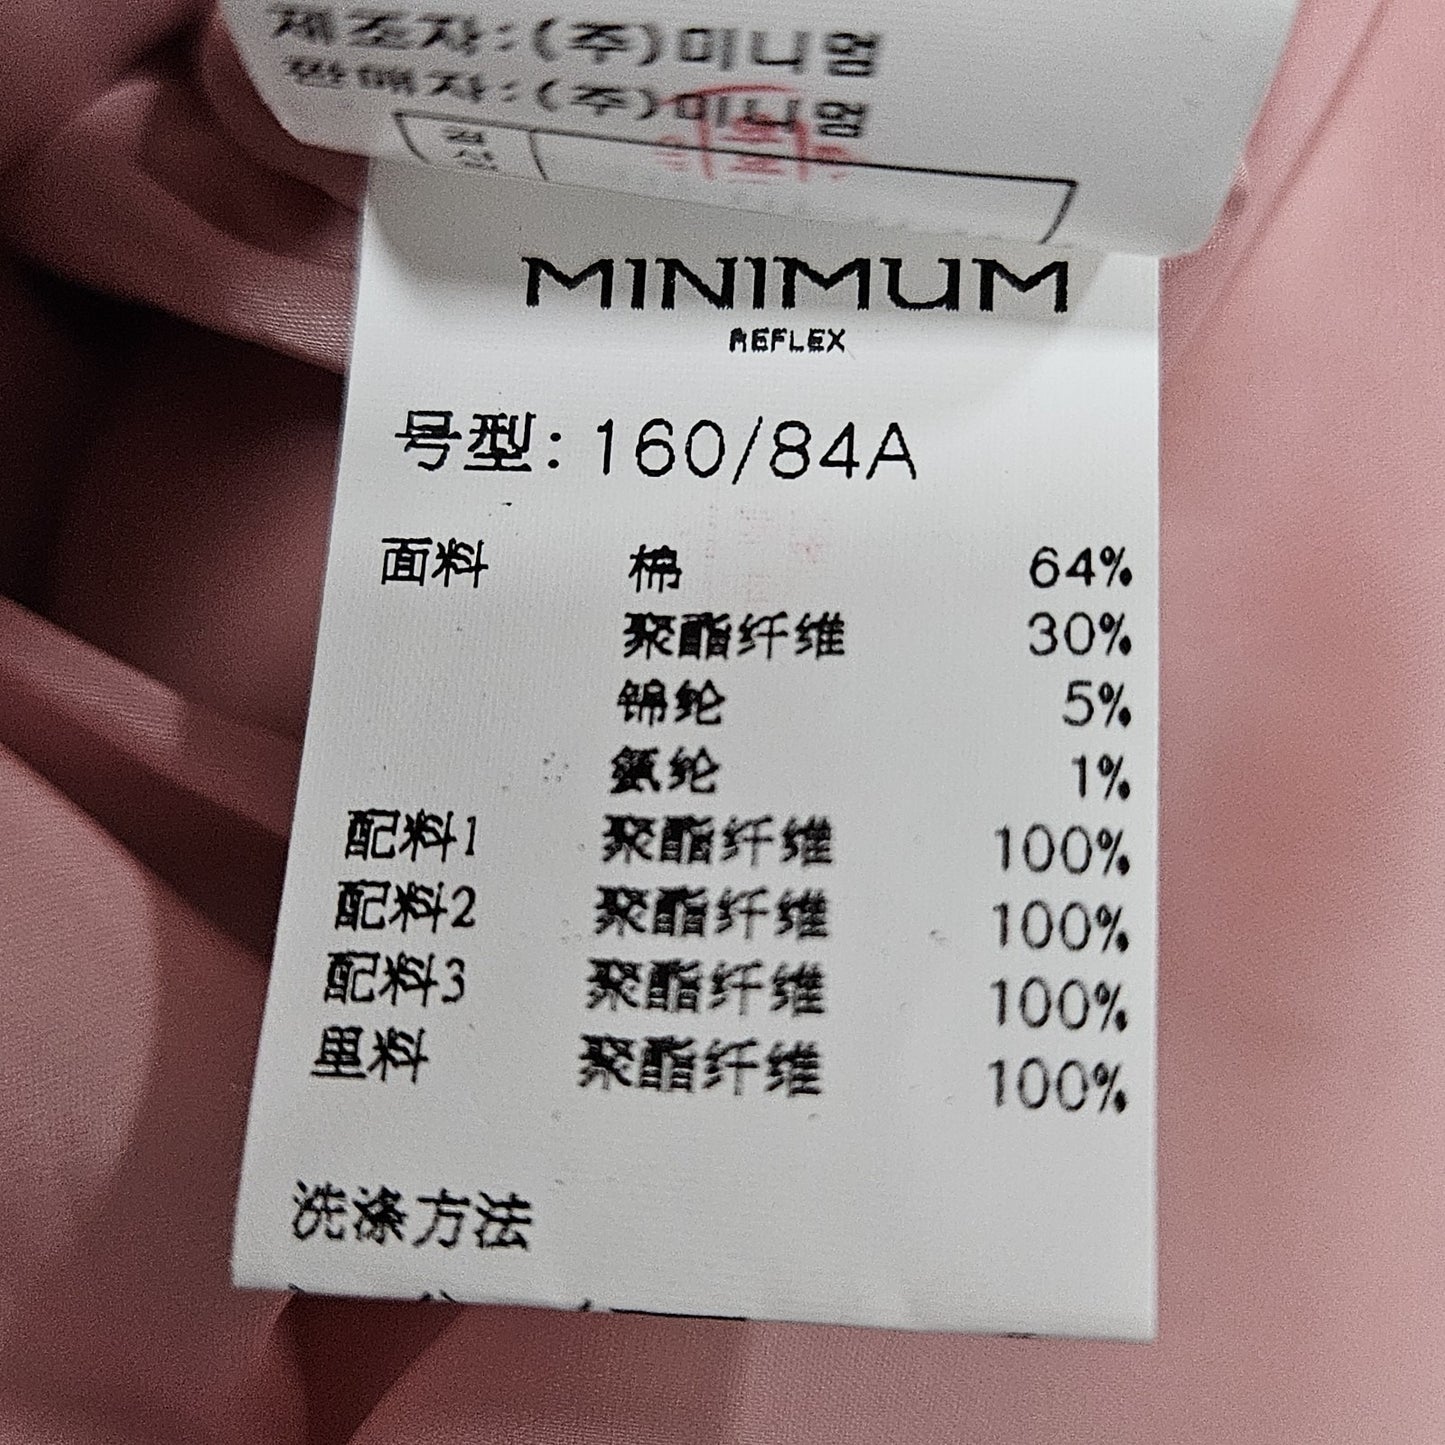 제조자:(주)미니멈
판매자:(주)미니멈
MINIMUM
REFLEX
号型:160/84A
面料 棉 64%
聚酯纤维 30%
锦纶 5%
氨纶 1%
配料1 聚酯纤维 100%
配料2 聚酯纤维 100%
配料3 聚酯纤维 100%
里料 聚酯纤维 100%
洗涤方法